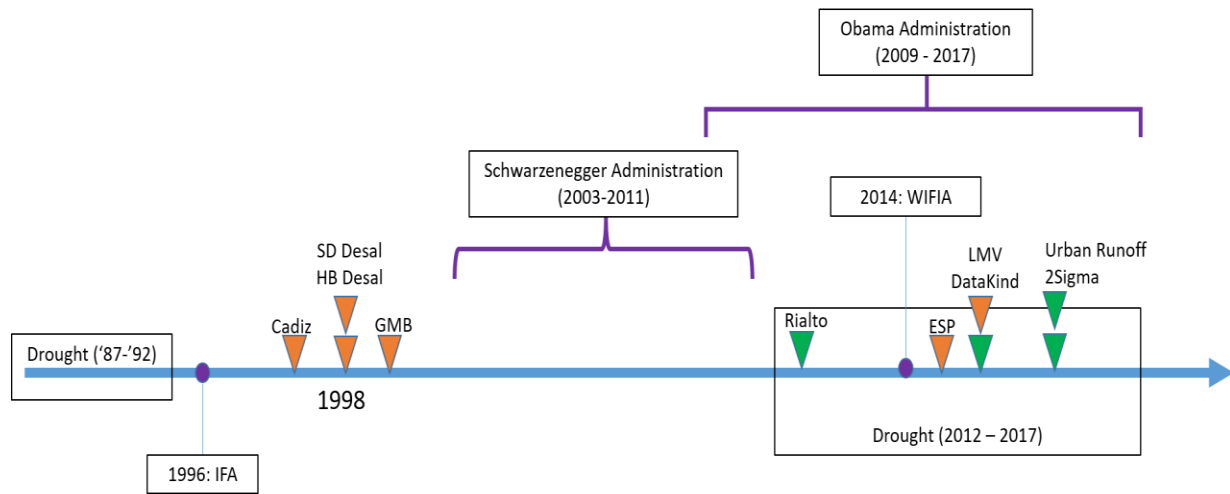 Obama Administration
(2009 - 2017)
Schwarzenegger Administration
(2003-2011)
2014: WIFIA
SD Desal
HB Desal
LMV
DataKind
Urban Runoff
2Sigma
Cadiz
GMB
Rialto
ESP
Drought (‘87-’92)
1998
Drought (2012 – 2017)
1996: IFA